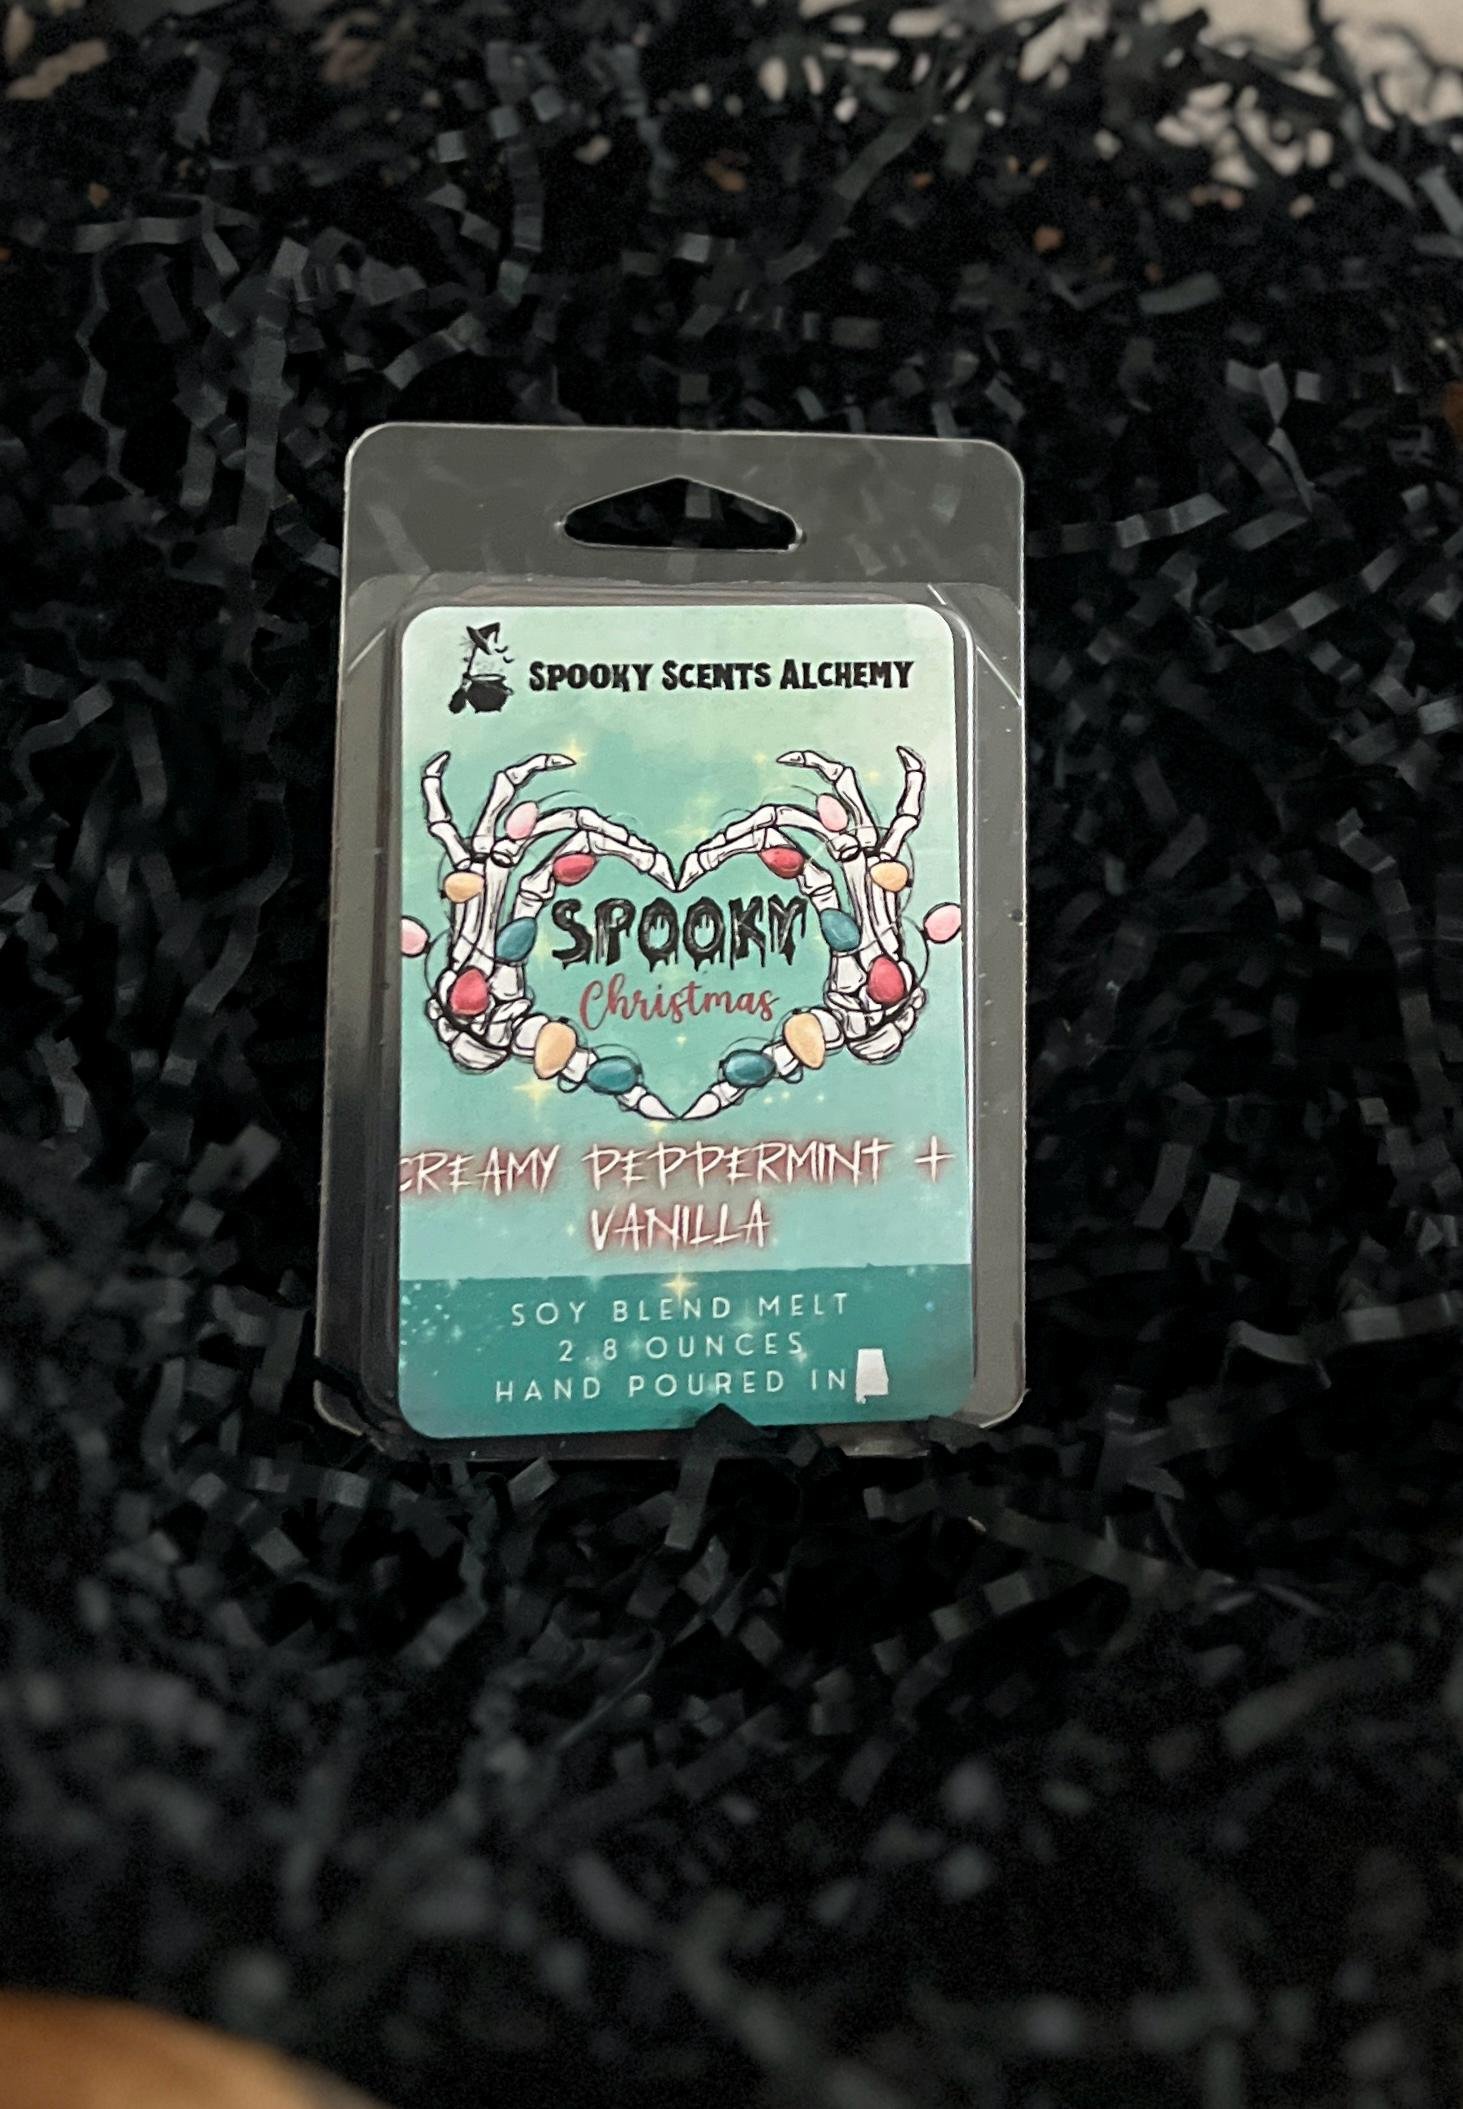 SPOOKY SCENTS ALCHEMY
SPOOKY
Christmas
CREAMY PEPPERMINT +
VANILLA
SOY BLEND MELT
2.8 OUNCES
HAND POURED IN